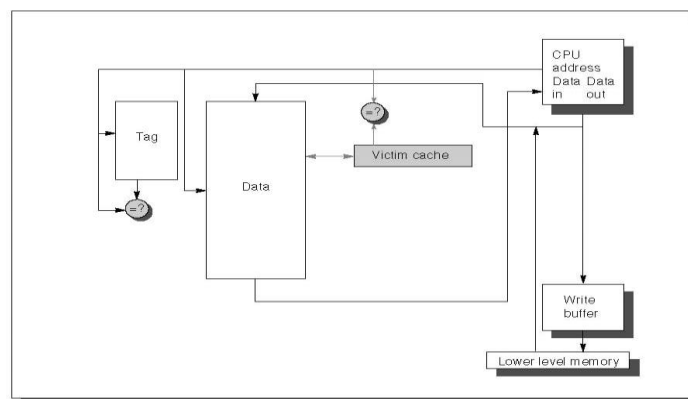 CPU
address
Data Data
in out
=?
Tag
Victim cache
=?
Data
Write
buffer
Lower level memory